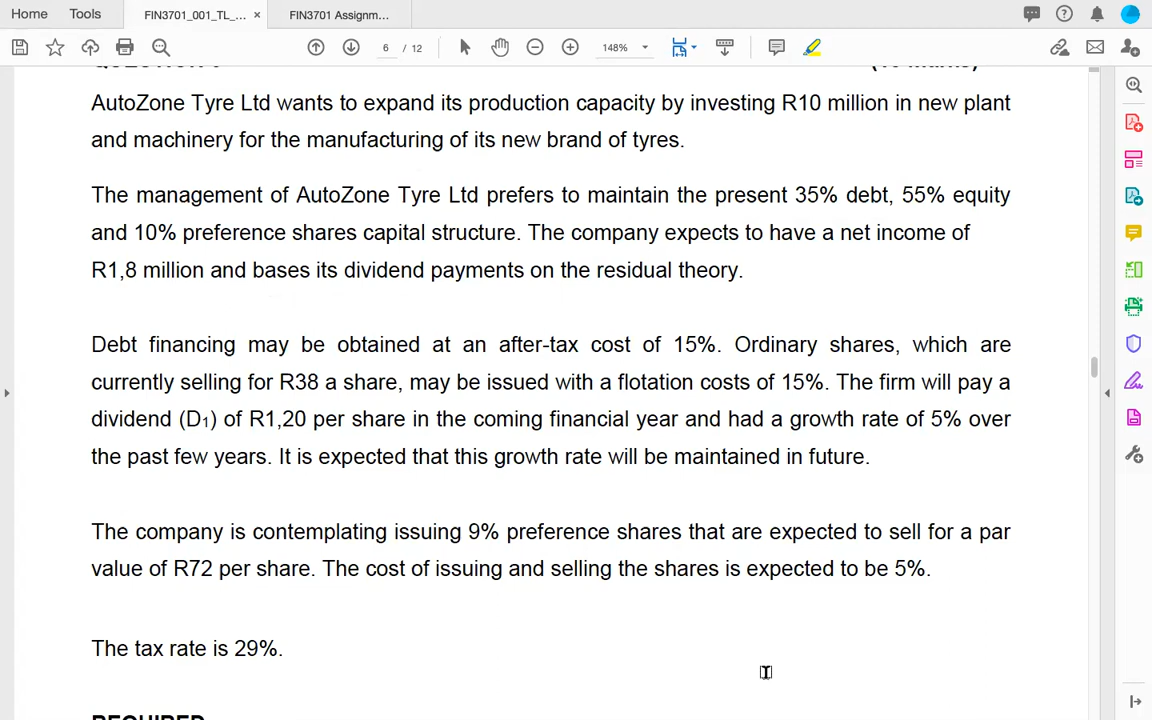 Home Tools FIN3701_001_TL_... × FIN3701 Assignm...
6 / 12 148%
AutoZone Tyre Ltd wants to expand its production capacity by investing R10 million in new plant
and machinery for the manufacturing of its new brand of tyres.
The management of AutoZone Tyre Ltd prefers to maintain the present 35% debt, 55% equity
and 10% preference shares capital structure. The company expects to have a net income of
R1,8 million and bases its dividend payments on the residual theory.
Debt financing may be obtained at an after-tax cost of 15%. Ordinary shares, which are
currently selling for R38 a share, may be issued with a flotation costs of 15%. The firm will pay a
dividend (D₁) of R1,20 per share in the coming financial year and had a growth rate of 5% over
the past few years. It is expected that this growth rate will be maintained in future.
The company is contemplating issuing 9% preference shares that are expected to sell for a par
value of R72 per share. The cost of issuing and selling the shares is expected to be 5%.
The tax rate is 29%.
REQUIRED